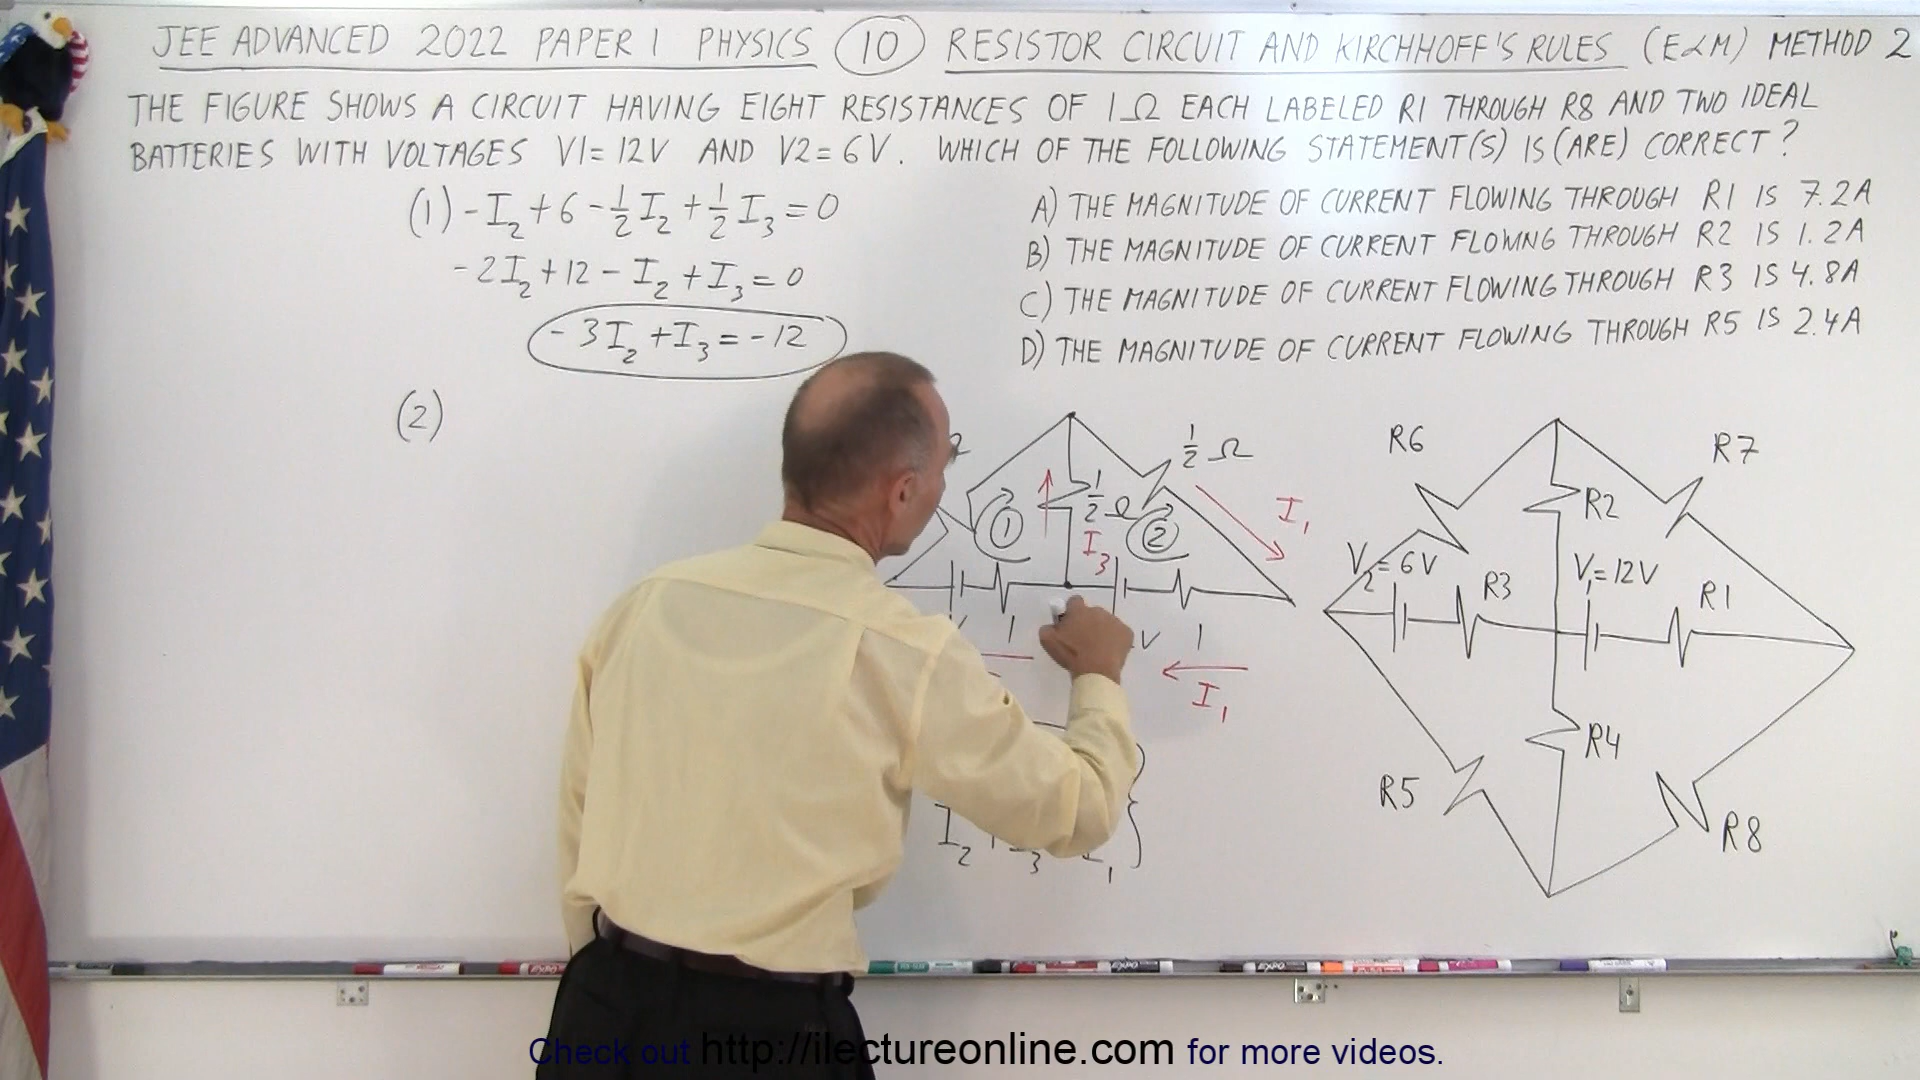 JEE ADVANCED 2022 PAPER 1 PHYSICS (10) RESISTOR CIRCUIT AND KIRCHHOFF'S RULES (E&M) METHOD 2
THE FIGURE SHOWS A CIRCUIT HAVING EIGHT RESISTANCES OF 1Ω EACH LABELED R1 THROUGH R8 AND TWO IDEAL
BATTERIES WITH VOLTAGES V1=12V AND V2=6V. WHICH OF THE FOLLOWING STATEMENT(S) IS (ARE) CORRECT?
(1) -I₂+6-½I₂+½I₃=0
-2I₂+12-I₂+I₃=0
-3I₂+I₃=-12
(2)
A) THE MAGNITUDE OF CURRENT FLOWING THROUGH R1 IS 7.2A
B) THE MAGNITUDE OF CURRENT FLOWNG THROUGH R2 IS 1.2A
C) THE MAGNITUDE OF CURRENT FLOWING THROUGH R3 IS 4.8A
D) THE MAGNITUDE OF CURRENT FLOWING THROUGH R5 IS 2.4A
½ Ω
½ Ω
I₁
1
2
I₃
1
V 1
I₁
I₂
I₃
I₁
R6
R7
R2
V₂=6V
V₁=12V
R3
R1
R4
R5
R8
Check out http://ilectureonline.com for more videos.